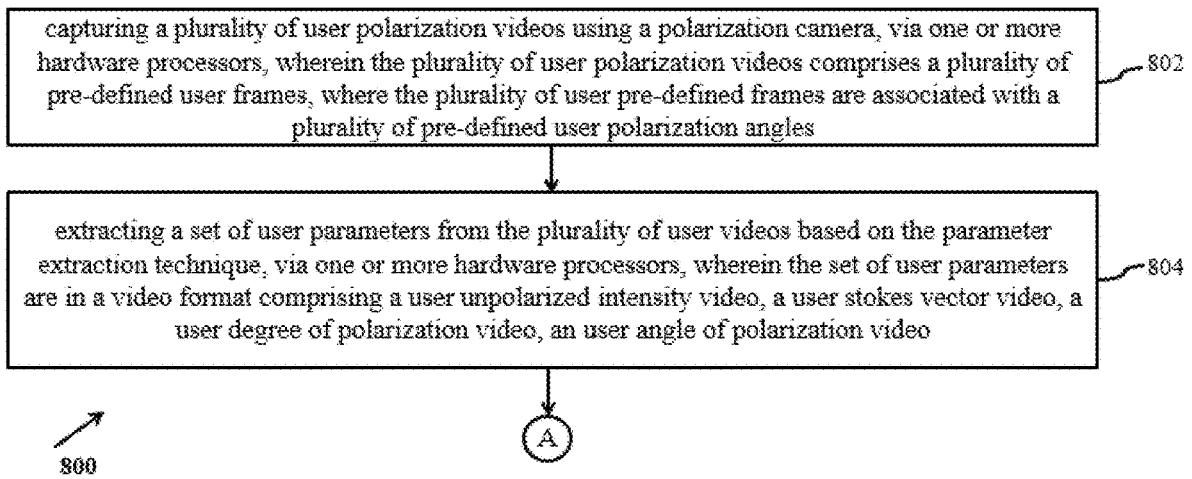 capturing a plurality of user polarization videos using a polarization camera, via one or more
hardware processors, wherein the plurality of user polarization videos comprises a plurality of
pre-defined user frames, where the plurality of user pre-defined frames are associated with a
plurality of pre-defined user polarization angles
802
extracting a set of user parameters from the plurality of user videos based on the parameter
extraction technique, via one or more hardware processors, wherein the set of user parameters
are in a video format comprising a user unpolarized intensity video, a user stokes vector video, a
user degree of polarization video, an user angle of polarization video
804
A
800